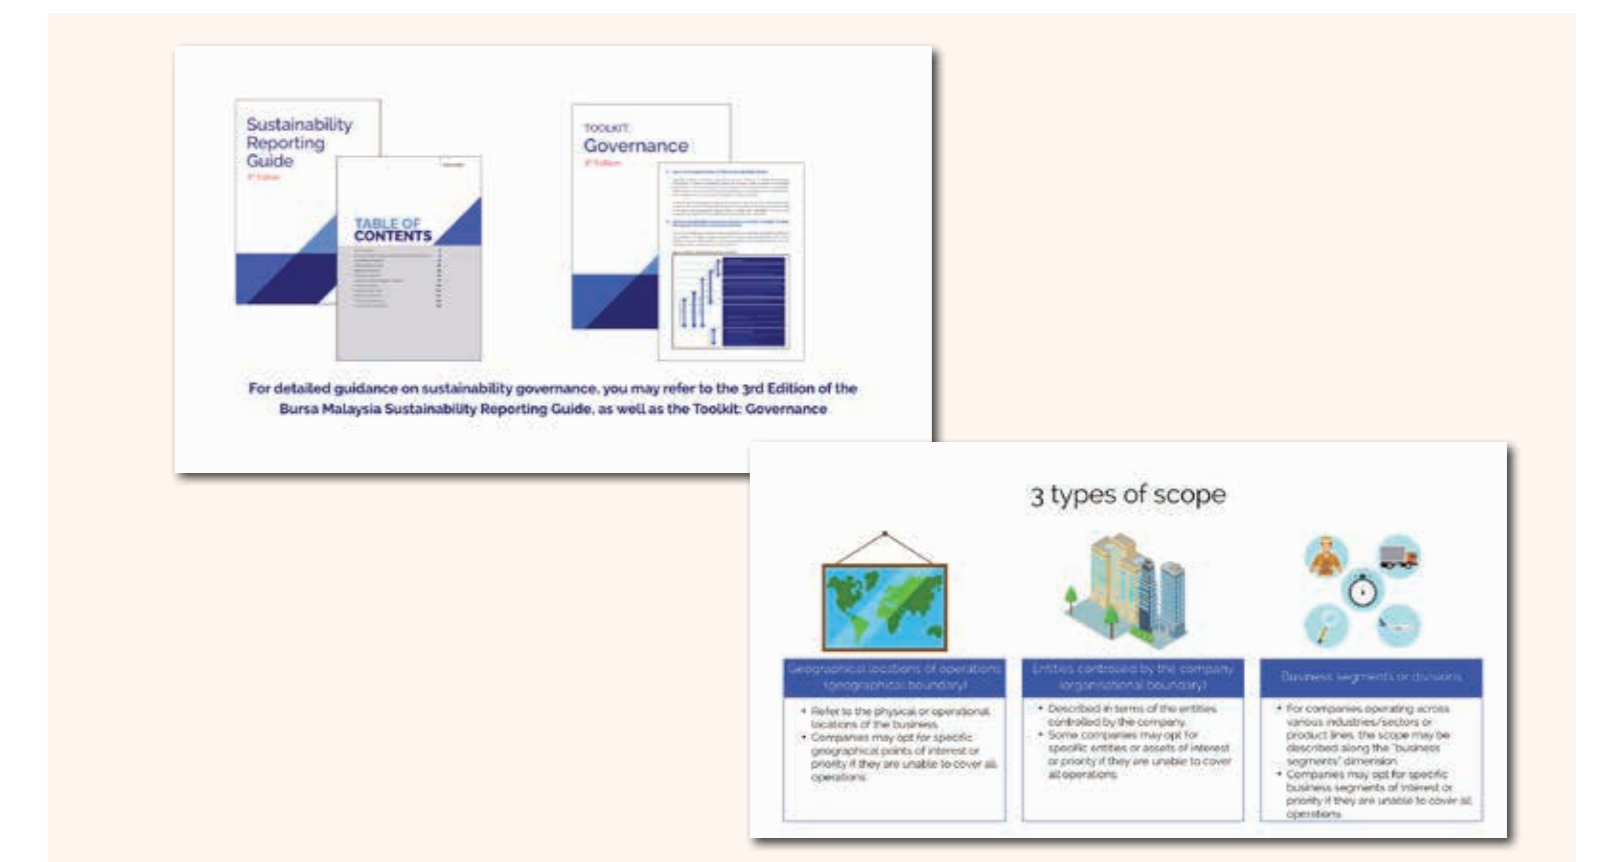 Sustainability
Reporting
Guide
3rd Edition
TABLE OF
CONTENTS
TOOLKIT:
Governance
3rd Edition
For detailed guidance on sustainability governance, you may refer to the 3rd Edition of the
Bursa Malaysia Sustainability Reporting Guide, as well as the Toolkit: Governance
3 types of scope
Geographical locations of operations
(geographical boundary)
• Refer to the physical or operational
locations of the business.
• Companies may opt for specific
geographical points of interest or
priority if they are unable to cover all
operations.
Entities controlled by the company
(organisational boundary)
• Described in terms of the entities
controlled by the company.
• Some companies may opt for
specific entities or assets of interest
or priority if they are unable to cover
all operations.
Business segments or divisions
• For companies operating across
various industries/sectors or
product lines, the scope may be
described along the "business
segments" dimension.
• Companies may opt for specific
business segments of interest or
priority if they are unable to cover all
operations.